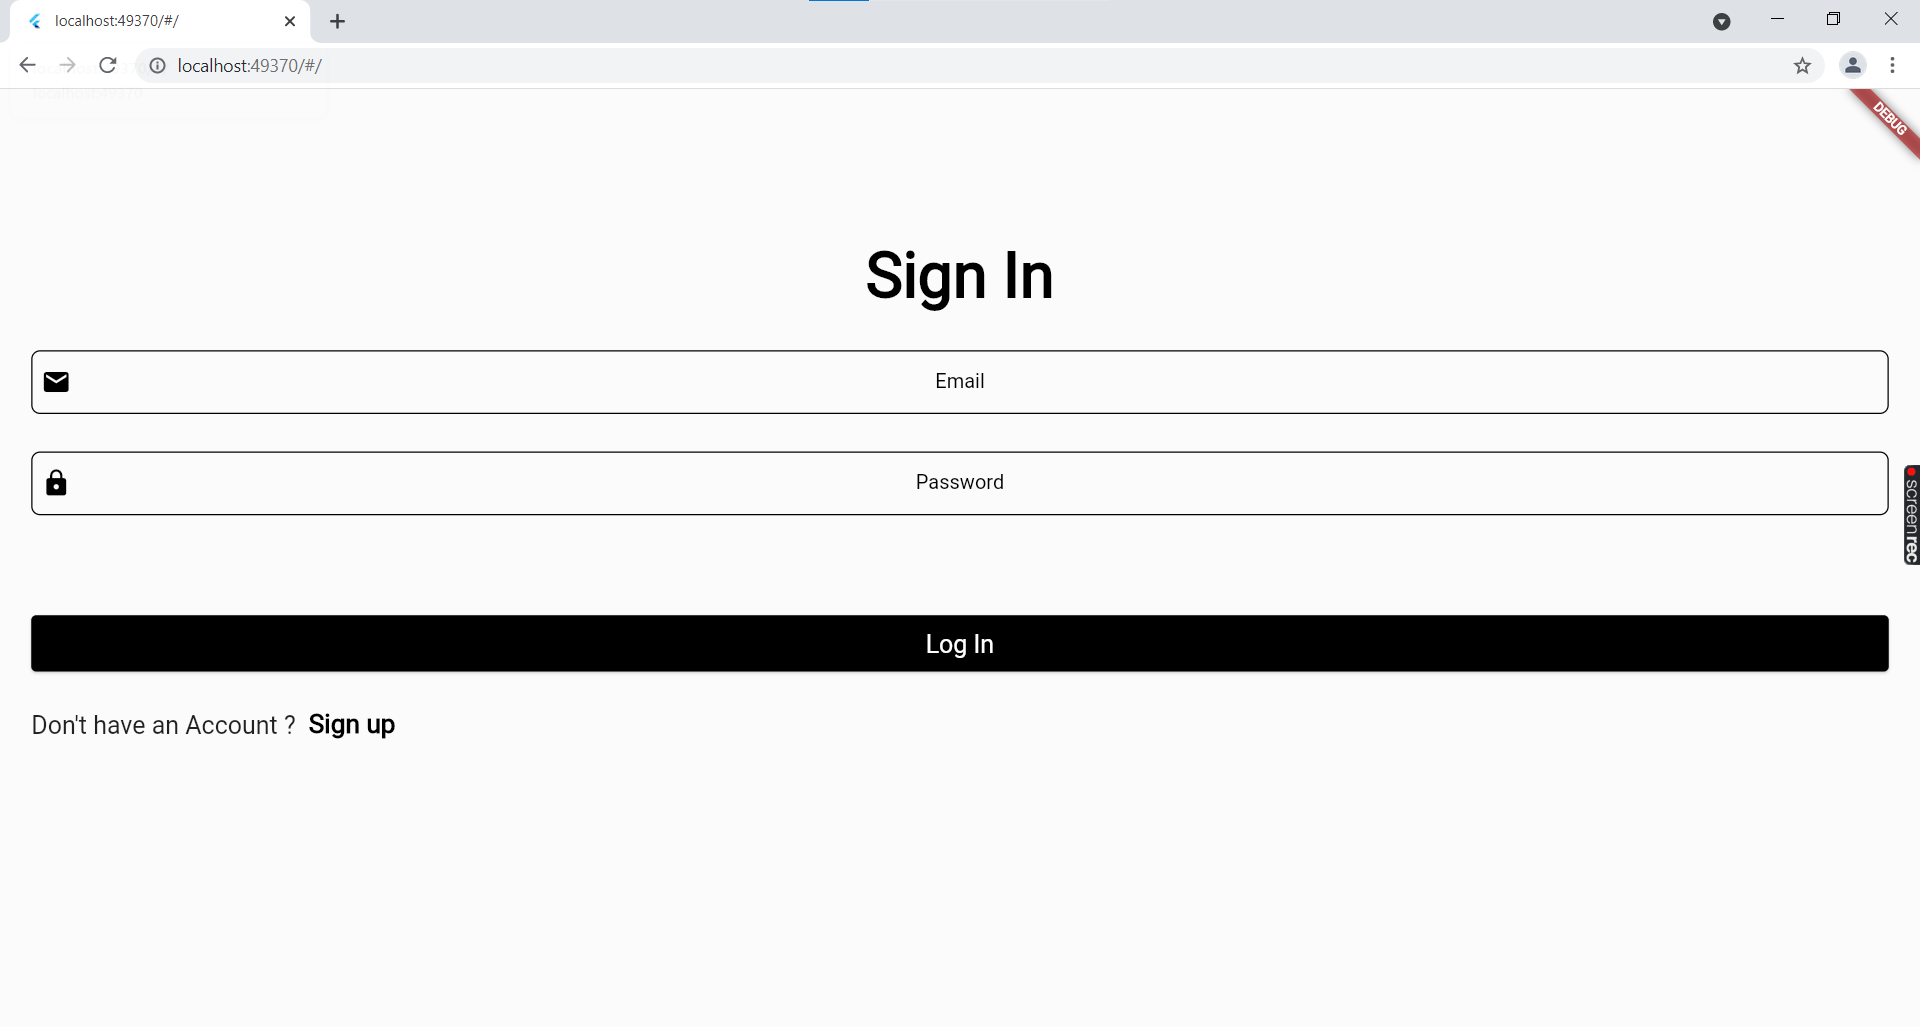 localhost:49370/#/
localhost:49370/#/
DEBUG
Sign In
Email
Password
screenrec
Log In
Don't have an Account ? Sign up